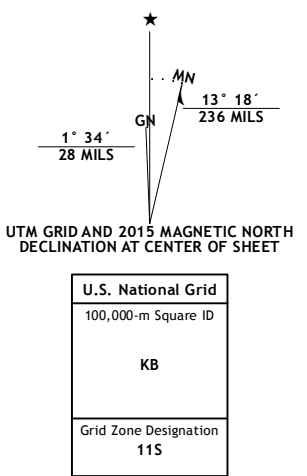 ★
MN
GN
13° 18´
236 MILS
1° 34´
28 MILS
UTM GRID AND 2015 MAGNETIC NORTH
DECLINATION AT CENTER OF SHEET
U.S. National Grid
100,000-m Square ID
KB
Grid Zone Designation
11S